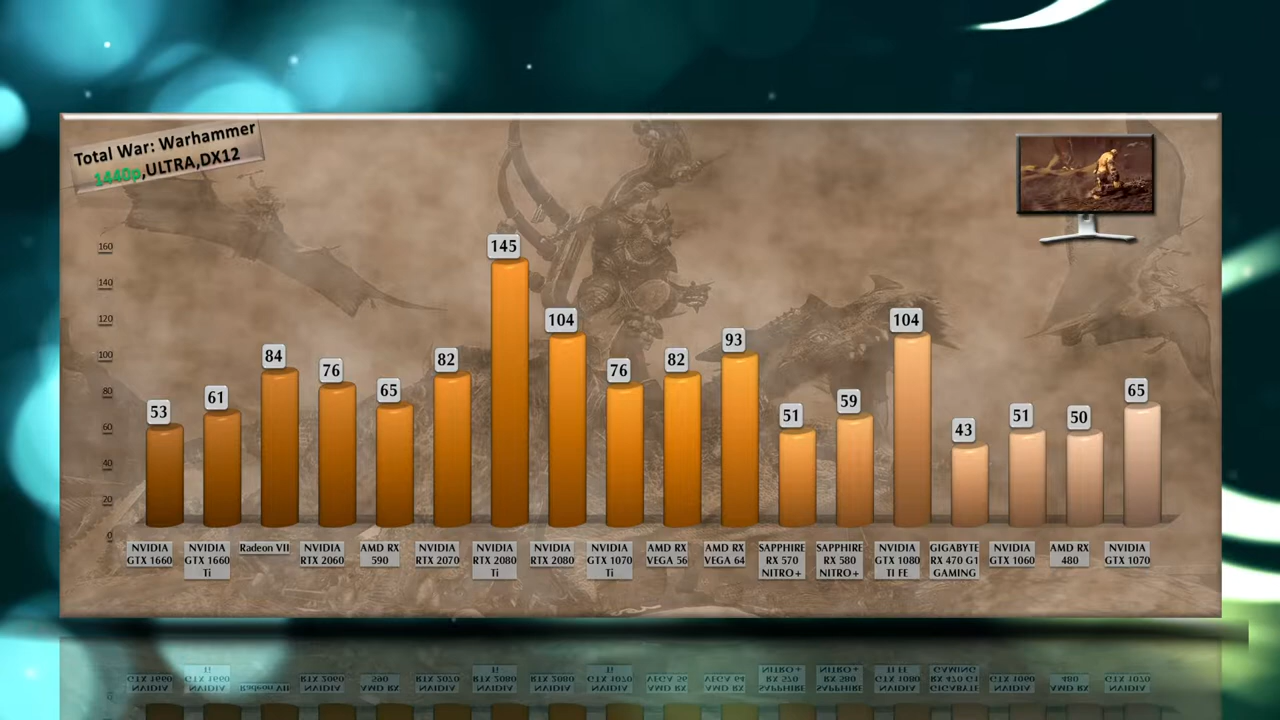 Total War: Warhammer
1440p,ULTRA,DX12
160
140
120
100
80
60
40
20
0
53
61
84
76
65
82
145
104
76
82
93
51
59
104
43
51
50
65
NVIDIA
GTX 1660
NVIDIA
GTX 1660
Ti
Radeon VII
NVIDIA
RTX 2060
AMD RX
590
NVIDIA
RTX 2070
NVIDIA
RTX 2080
Ti
NVIDIA
RTX 2080
NVIDIA
GTX 1070
Ti
AMD RX
VEGA 56
AMD RX
VEGA 64
SAPPHIRE
RX 570
NITRO+
SAPPHIRE
RX 580
NITRO+
NVIDIA
GTX 1080
TI FE
GIGABYTE
RX 470 G1
GAMING
NVIDIA
GTX 1060
AMD RX
480
NVIDIA
GTX 1070